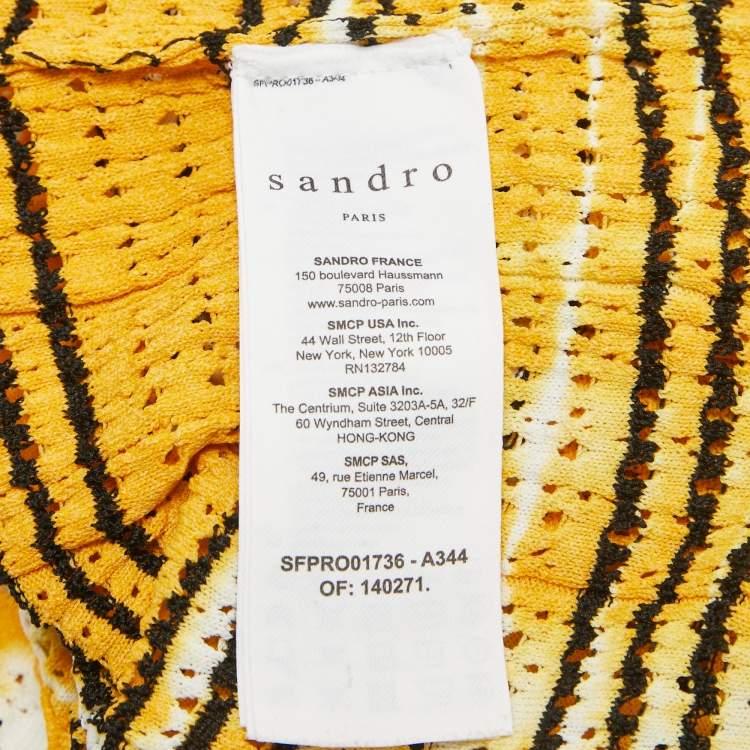 SFPRO01736 - A344
sandro
PARIS
SANDRO FRANCE
150 boulevard Haussmann
75008 Paris
www.sandro-paris.com
SMCP USA Inc.
44 Wall Street, 12th Floor
New York, New York 10005
RN132784
SMCP ASIA Inc.
The Centrium, Suite 3203A-5A, 32/F
60 Wyndham Street, Central
HONG-KONG
SMCP SAS,
49, rue Etienne Marcel,
75001 Paris,
France
SFPRO01736 - A344
OF: 140271.